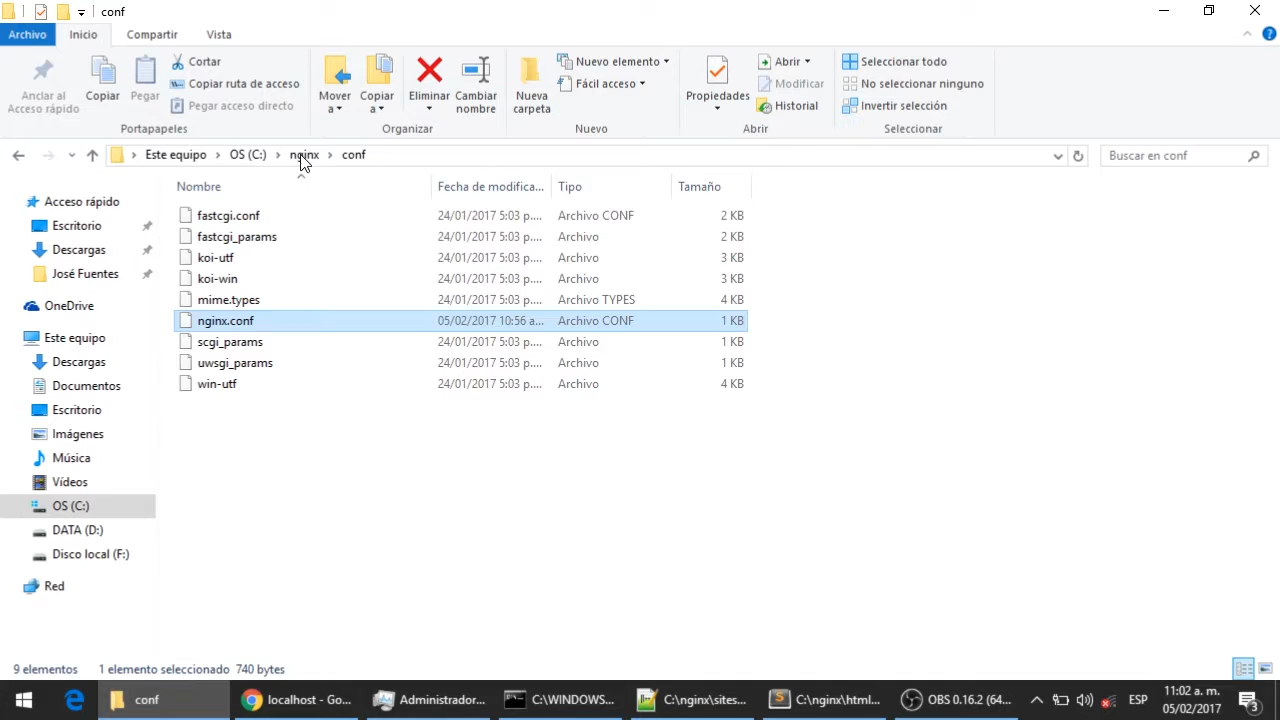 conf
Archivo Inicio Compartir Vista
Anclar al Acceso rápido
Copiar
Pegar
Cortar
Copiar ruta de acceso
Pegar acceso directo
Portapapeles
Mover a
Copiar a
Eliminar
Cambiar nombre
Organizar
Nueva carpeta
Nuevo elemento
Fácil acceso
Nuevo
Propiedades
Abrir
Modificar
Historial
Abrir
Seleccionar todo
No seleccionar ninguno
Invertir selección
Seleccionar
Este equipo OS (C:) nginx conf
Buscar en conf
Nombre Fecha de modifica... Tipo Tamaño
fastcgi.conf 24/01/2017 5:03 p.... Archivo CONF 2 KB
fastcgi_params 24/01/2017 5:03 p.... Archivo 2 KB
koi-utf 24/01/2017 5:03 p.... Archivo 3 KB
koi-win 24/01/2017 5:03 p.... Archivo 3 KB
mime.types 24/01/2017 5:03 p.... Archivo TYPES 4 KB
nginx.conf 05/02/2017 10:56 a... Archivo CONF 1 KB
scgi_params 24/01/2017 5:03 p.... Archivo 1 KB
uwsgi_params 24/01/2017 5:03 p.... Archivo 1 KB
win-utf 24/01/2017 5:03 p.... Archivo 4 KB
Acceso rápido
Escritorio
Descargas
José Fuentes
OneDrive
Este equipo
Descargas
Documentos
Escritorio
Imágenes
Música
Vídeos
OS (C:)
DATA (D:)
Disco local (F:)
Red
9 elementos 1 elemento seleccionado 740 bytes
conf
localhost - Go...
Administrador...
C:\WINDOWS...
C:\nginx\sites...
C:\nginx\html...
OBS 0.16.2 (64...
ESP
11:02 a. m.
05/02/2017
3